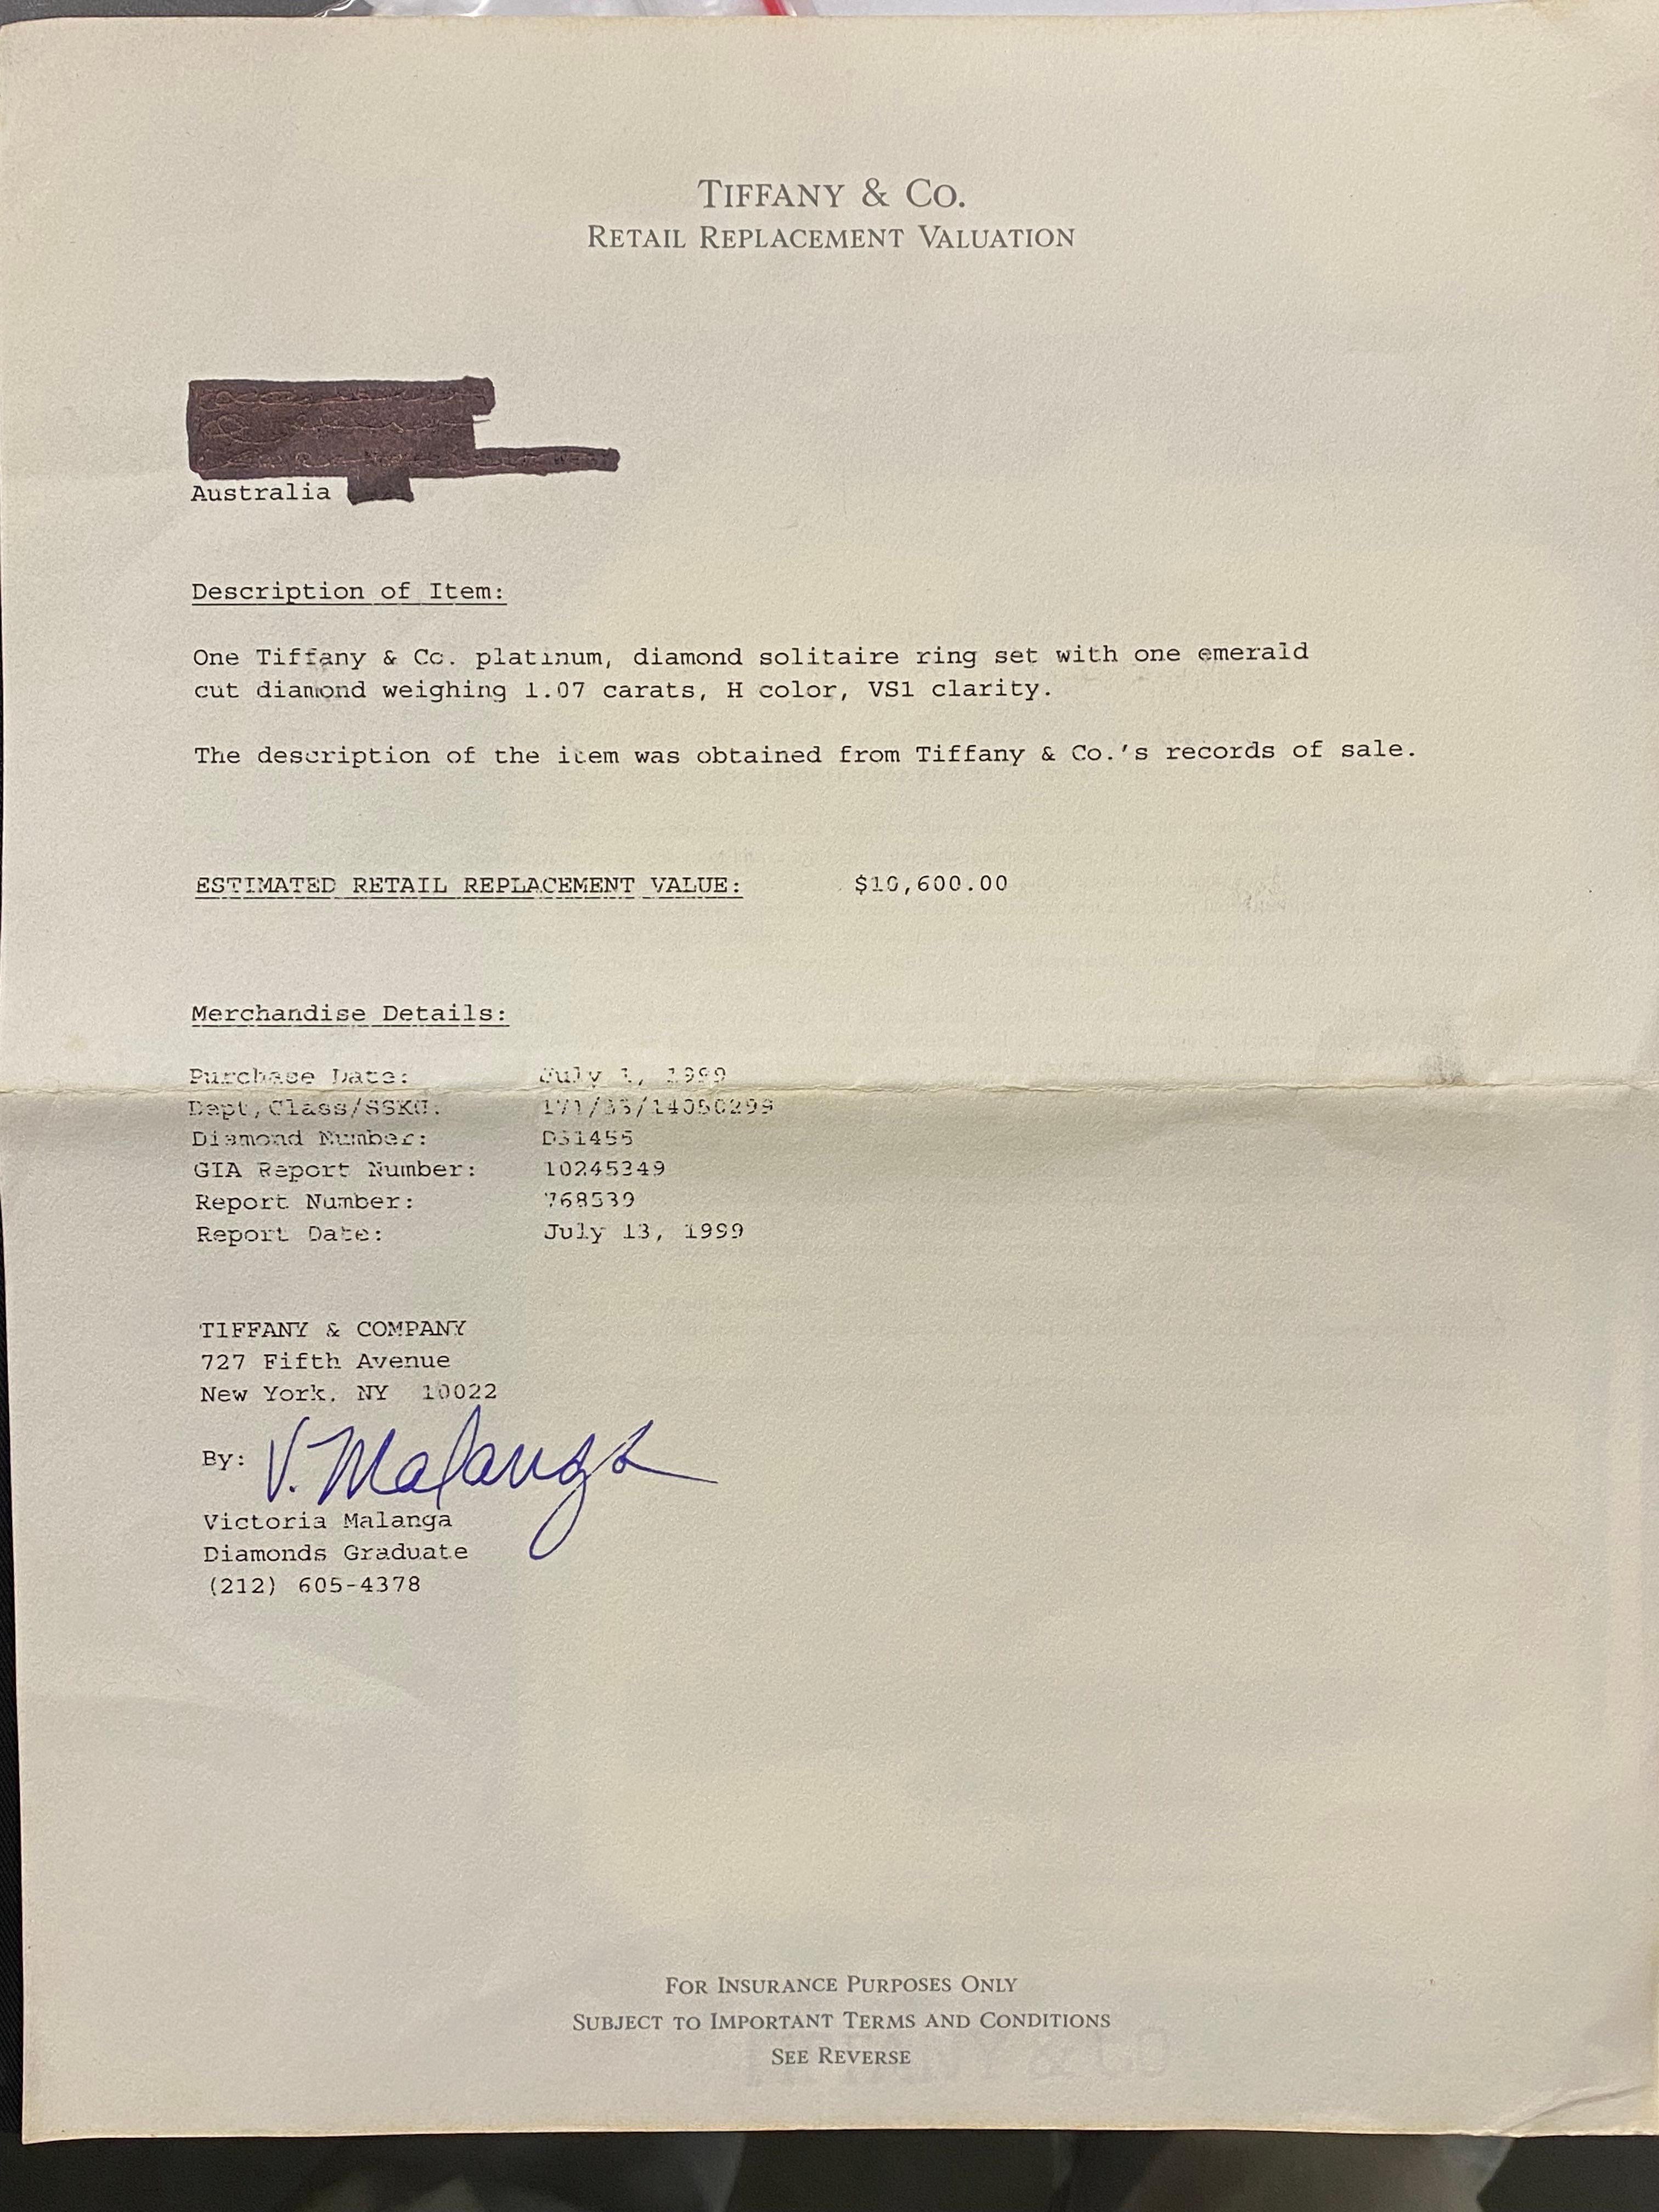 TIFFANY & CO.
RETAIL REPLACEMENT VALUATION
Australia
Description of Item:
One Tiffany & Co. platinum, diamond solitaire ring set with one emerald
cut diamond weighing 1.07 carats, H color, VS1 clarity.
The description of the item was obtained from Tiffany & Co.'s records of sale.
ESTIMATED RETAIL REPLACEMENT VALUE: $10,600.00
Merchandise Details:
Purchase Date: July 1, 1999
Dept,Class/SSKU:
Diamond Number: D31455
GIA Report Number: 10245349
Report Number: 768539
Report Date: July 13, 1999
TIFFANY & COMPANY
727 Fifth Avenue
New York, NY 10022
By: V. Malanga
Victoria Malanga
Diamonds Graduate
(212) 605-4378
FOR INSURANCE PURPOSES ONLY
SUBJECT TO IMPORTANT TERMS AND CONDITIONS
SEE REVERSE